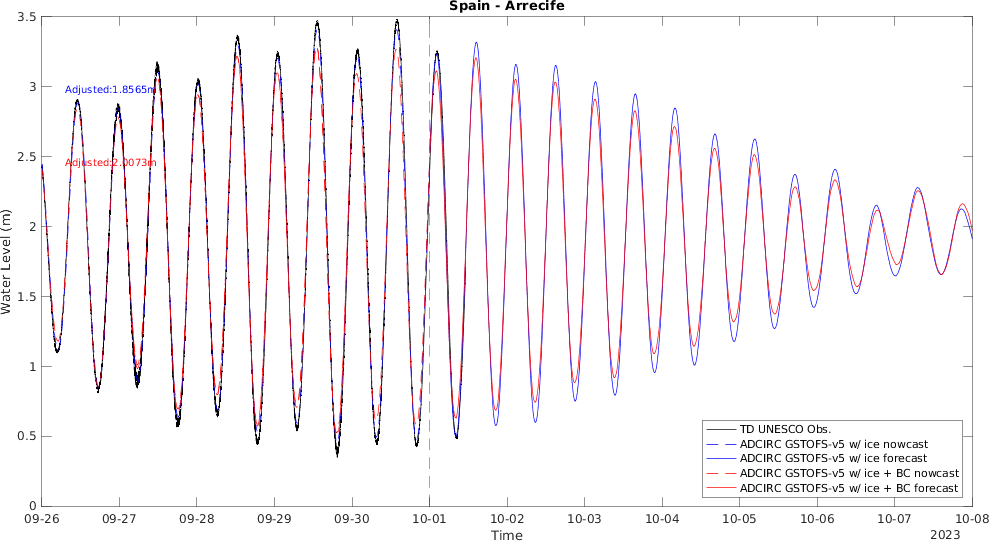 Spain - Arrecife
3.5
3
2.5
2
1.5
1
0.5
0
Water Level (m)
Adjusted:1.8565m
Adjusted:2.0073m
TD UNESCO Obs.
ADCIRC GSTOFS-v5 w/ ice nowcast
ADCIRC GSTOFS-v5 w/ ice forecast
ADCIRC GSTOFS-v5 w/ ice + BC nowcast
ADCIRC GSTOFS-v5 w/ ice + BC forecast
09-26 09-27 09-28 09-29 09-30 10-01 10-02 10-03 10-04 10-05 10-06 10-07 10-08
Time
2023